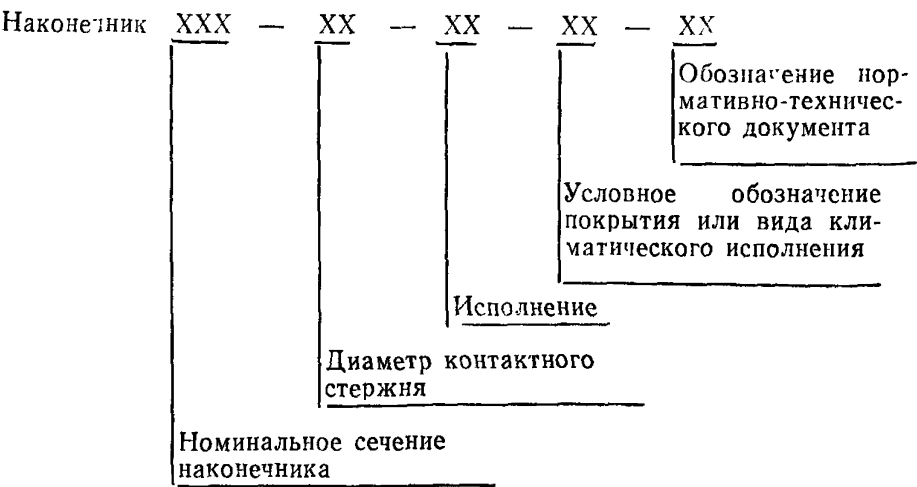 Наконечник XXX — XX — XX — XX — XX
Обозначение нор-
мативно-техничес-
кого документа
Условное обозначение
покрытия или вида кли-
матического исполнения
Исполнение
Диаметр контактного
стержня
Номинальное сечение
наконечника